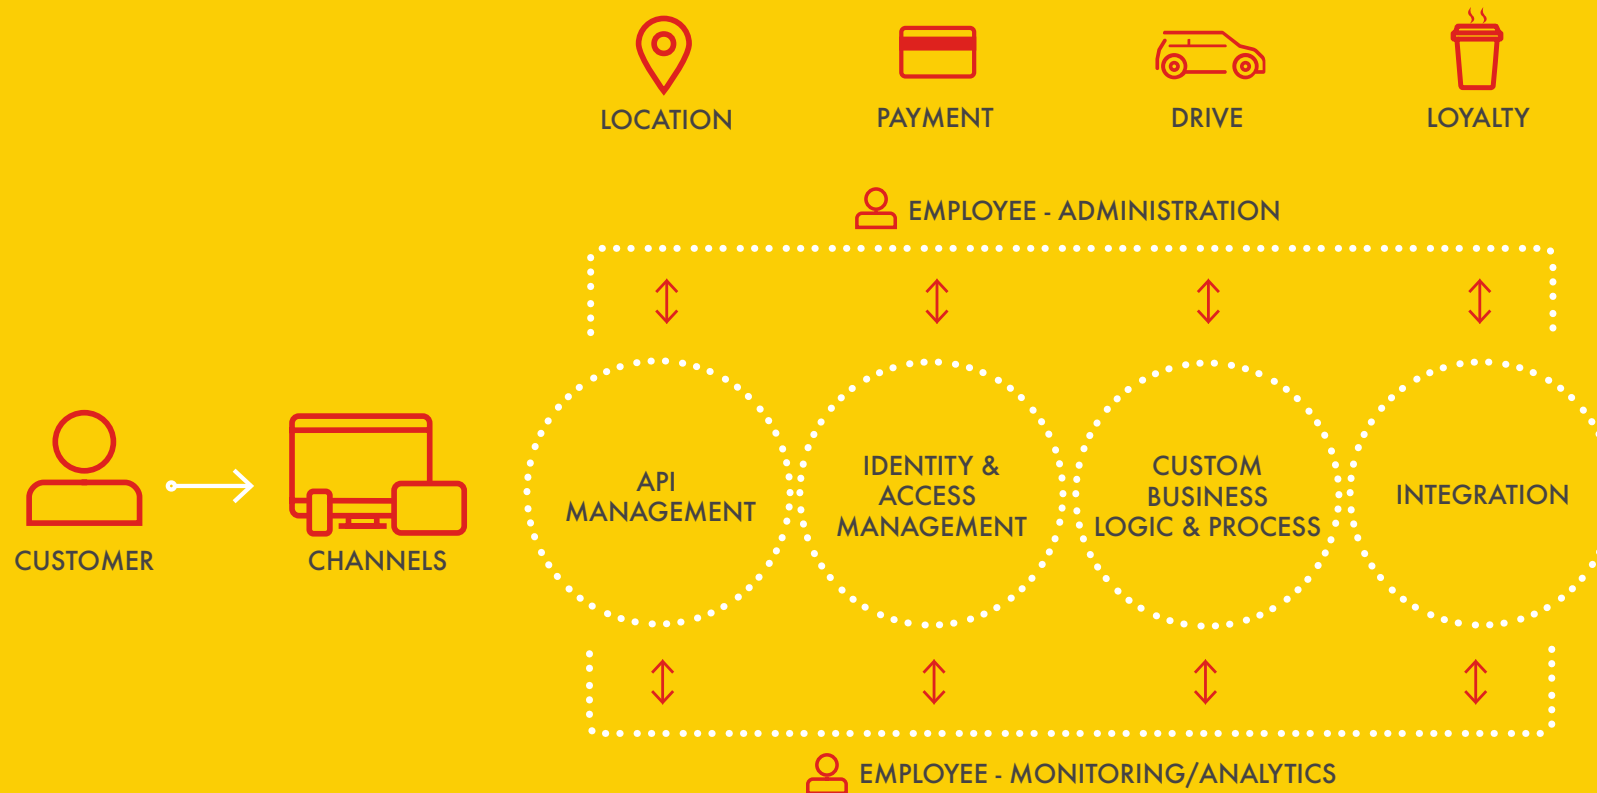 LOCATION
PAYMENT
DRIVE
LOYALTY
EMPLOYEE - ADMINISTRATION
CUSTOMER
CHANNELS
API
MANAGEMENT
IDENTITY &
ACCESS
MANAGEMENT
CUSTOM
BUSINESS
LOGIC & PROCESS
INTEGRATION
EMPLOYEE - MONITORING/ANALYTICS